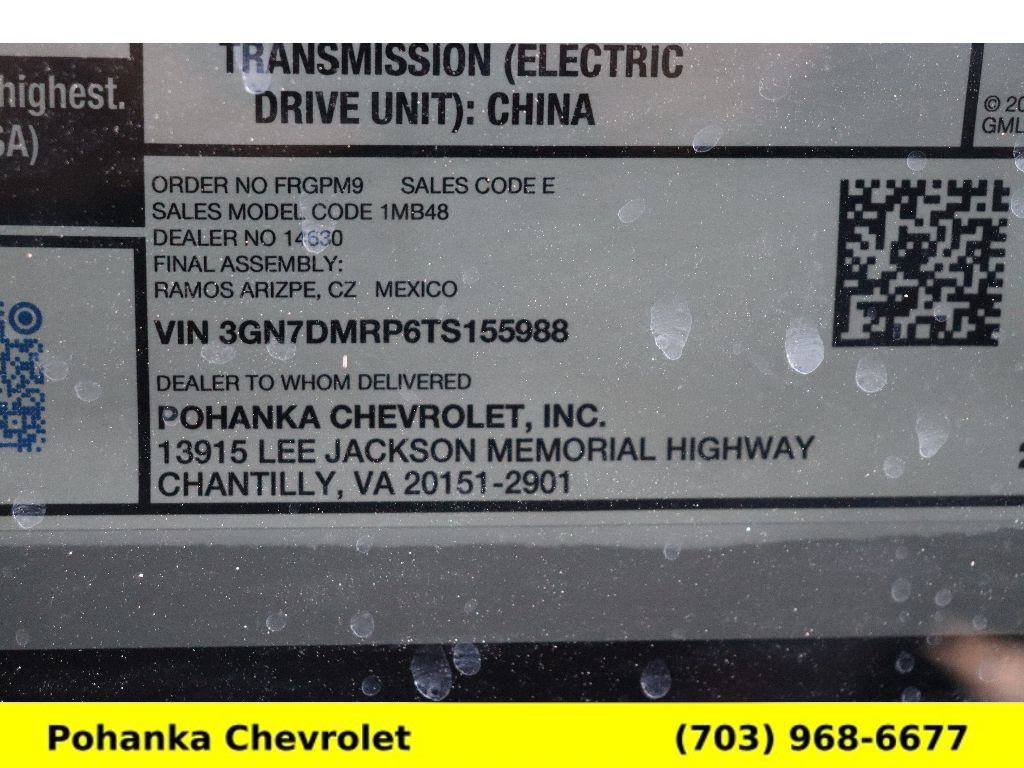 TRANSMISSION (ELECTRIC
DRIVE UNIT): CHINA
highest.
SA)
© 20
GML
ORDER NO FRGPM9 SALES CODE E
SALES MODEL CODE 1MB48
DEALER NO 14630
FINAL ASSEMBLY:
RAMOS ARIZPE, CZ MEXICO
VIN 3GN7DMRP6TS155988
DEALER TO WHOM DELIVERED
POHANKA CHEVROLET, INC.
13915 LEE JACKSON MEMORIAL HIGHWAY
CHANTILLY, VA 20151-2901
Pohanka Chevrolet (703) 968-6677